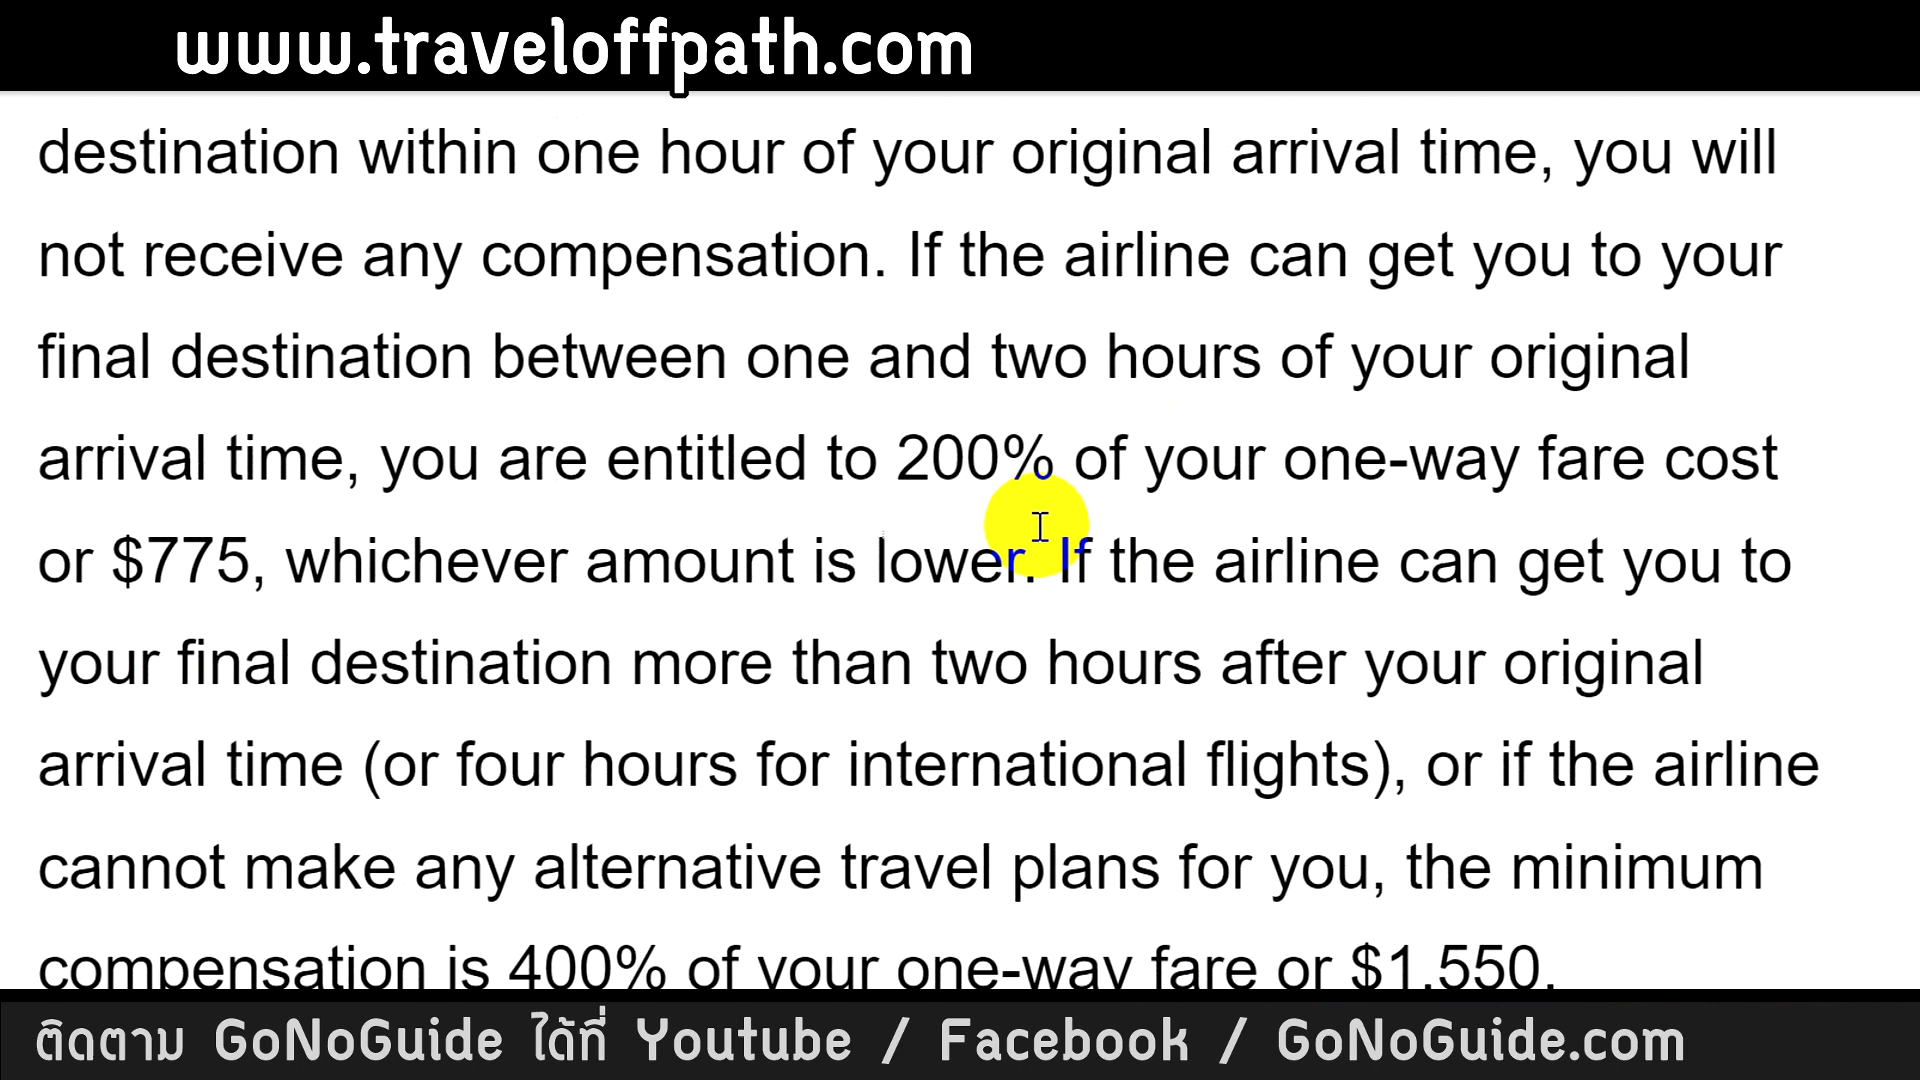 www.traveloffpath.com
destination within one hour of your original arrival time, you will
not receive any compensation. If the airline can get you to your
final destination between one and two hours of your original
arrival time, you are entitled to 200% of your one-way fare cost
or $775, whichever amount is lower. If the airline can get you to
your final destination more than two hours after your original
arrival time (or four hours for international flights), or if the airline
cannot make any alternative travel plans for you, the minimum
compensation is 400% of your one-way fare or $1,550,
ติดตาม GoNoGuide ได้ที่ Youtube / Facebook / GoNoGuide.com